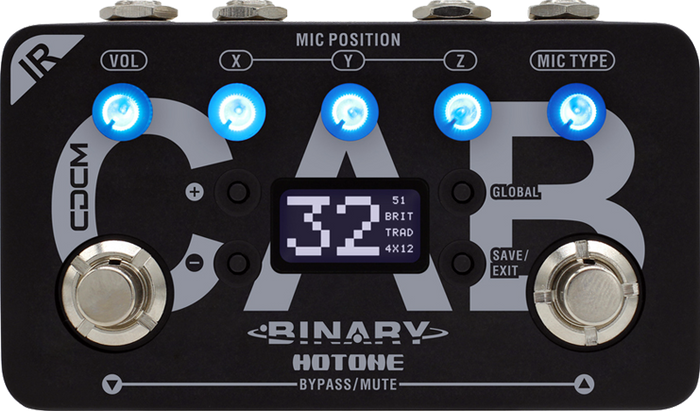 IR
MIC POSITION
VOL X Y Z MIC TYPE
CDCM
CAB
+ GLOBAL
32
51
BRIT
TRAD
4X12
- SAVE/
EXIT
BINARY
HOTONE
BYPASS/MUTE